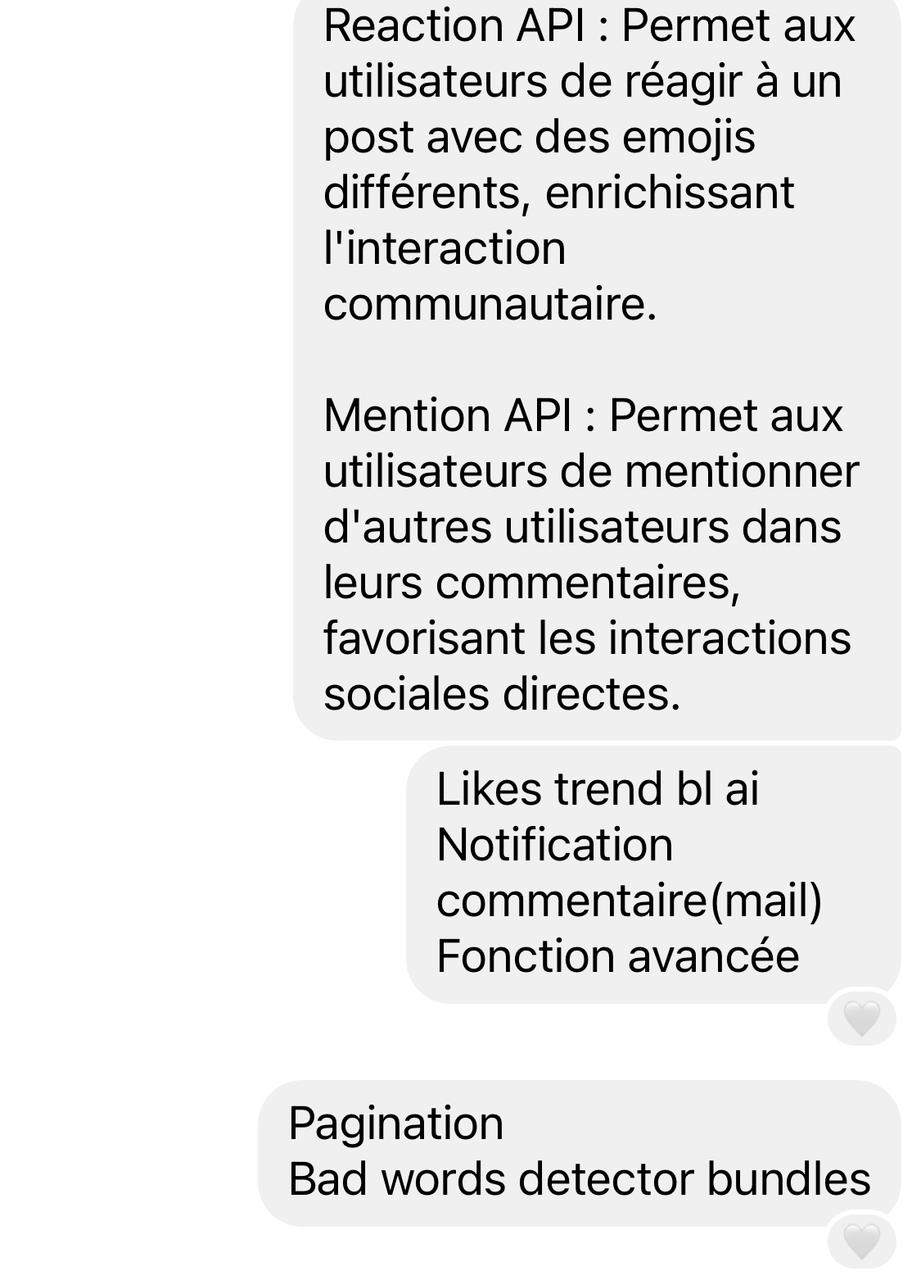 Reaction API : Permet aux
utilisateurs de réagir à un
post avec des emojis
différents, enrichissant
l'interaction
communautaire.
Mention API : Permet aux
utilisateurs de mentionner
d'autres utilisateurs dans
leurs commentaires,
favorisant les interactions
sociales directes.
Likes trend bl ai
Notification
commentaire(mail)
Fonction avancée
Pagination
Bad words detector bundles